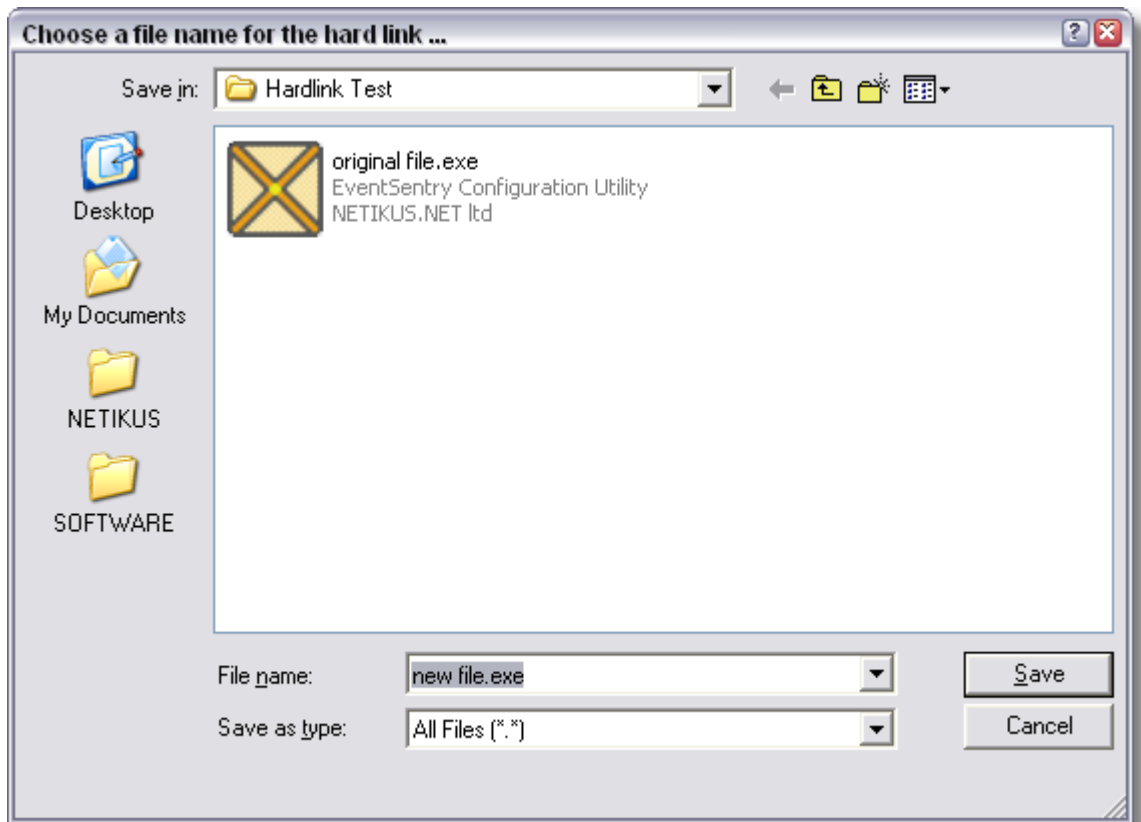 Choose a file name for the hard link ...
Save in: Hardlink Test
original file.exe
EventSentry Configuration Utility
NETIKUS.NET ltd
Desktop
My Documents
NETIKUS
SOFTWARE
File name: new file.exe Save
Save as type: All Files (*.*) Cancel